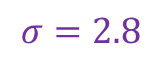 σ = 2.8